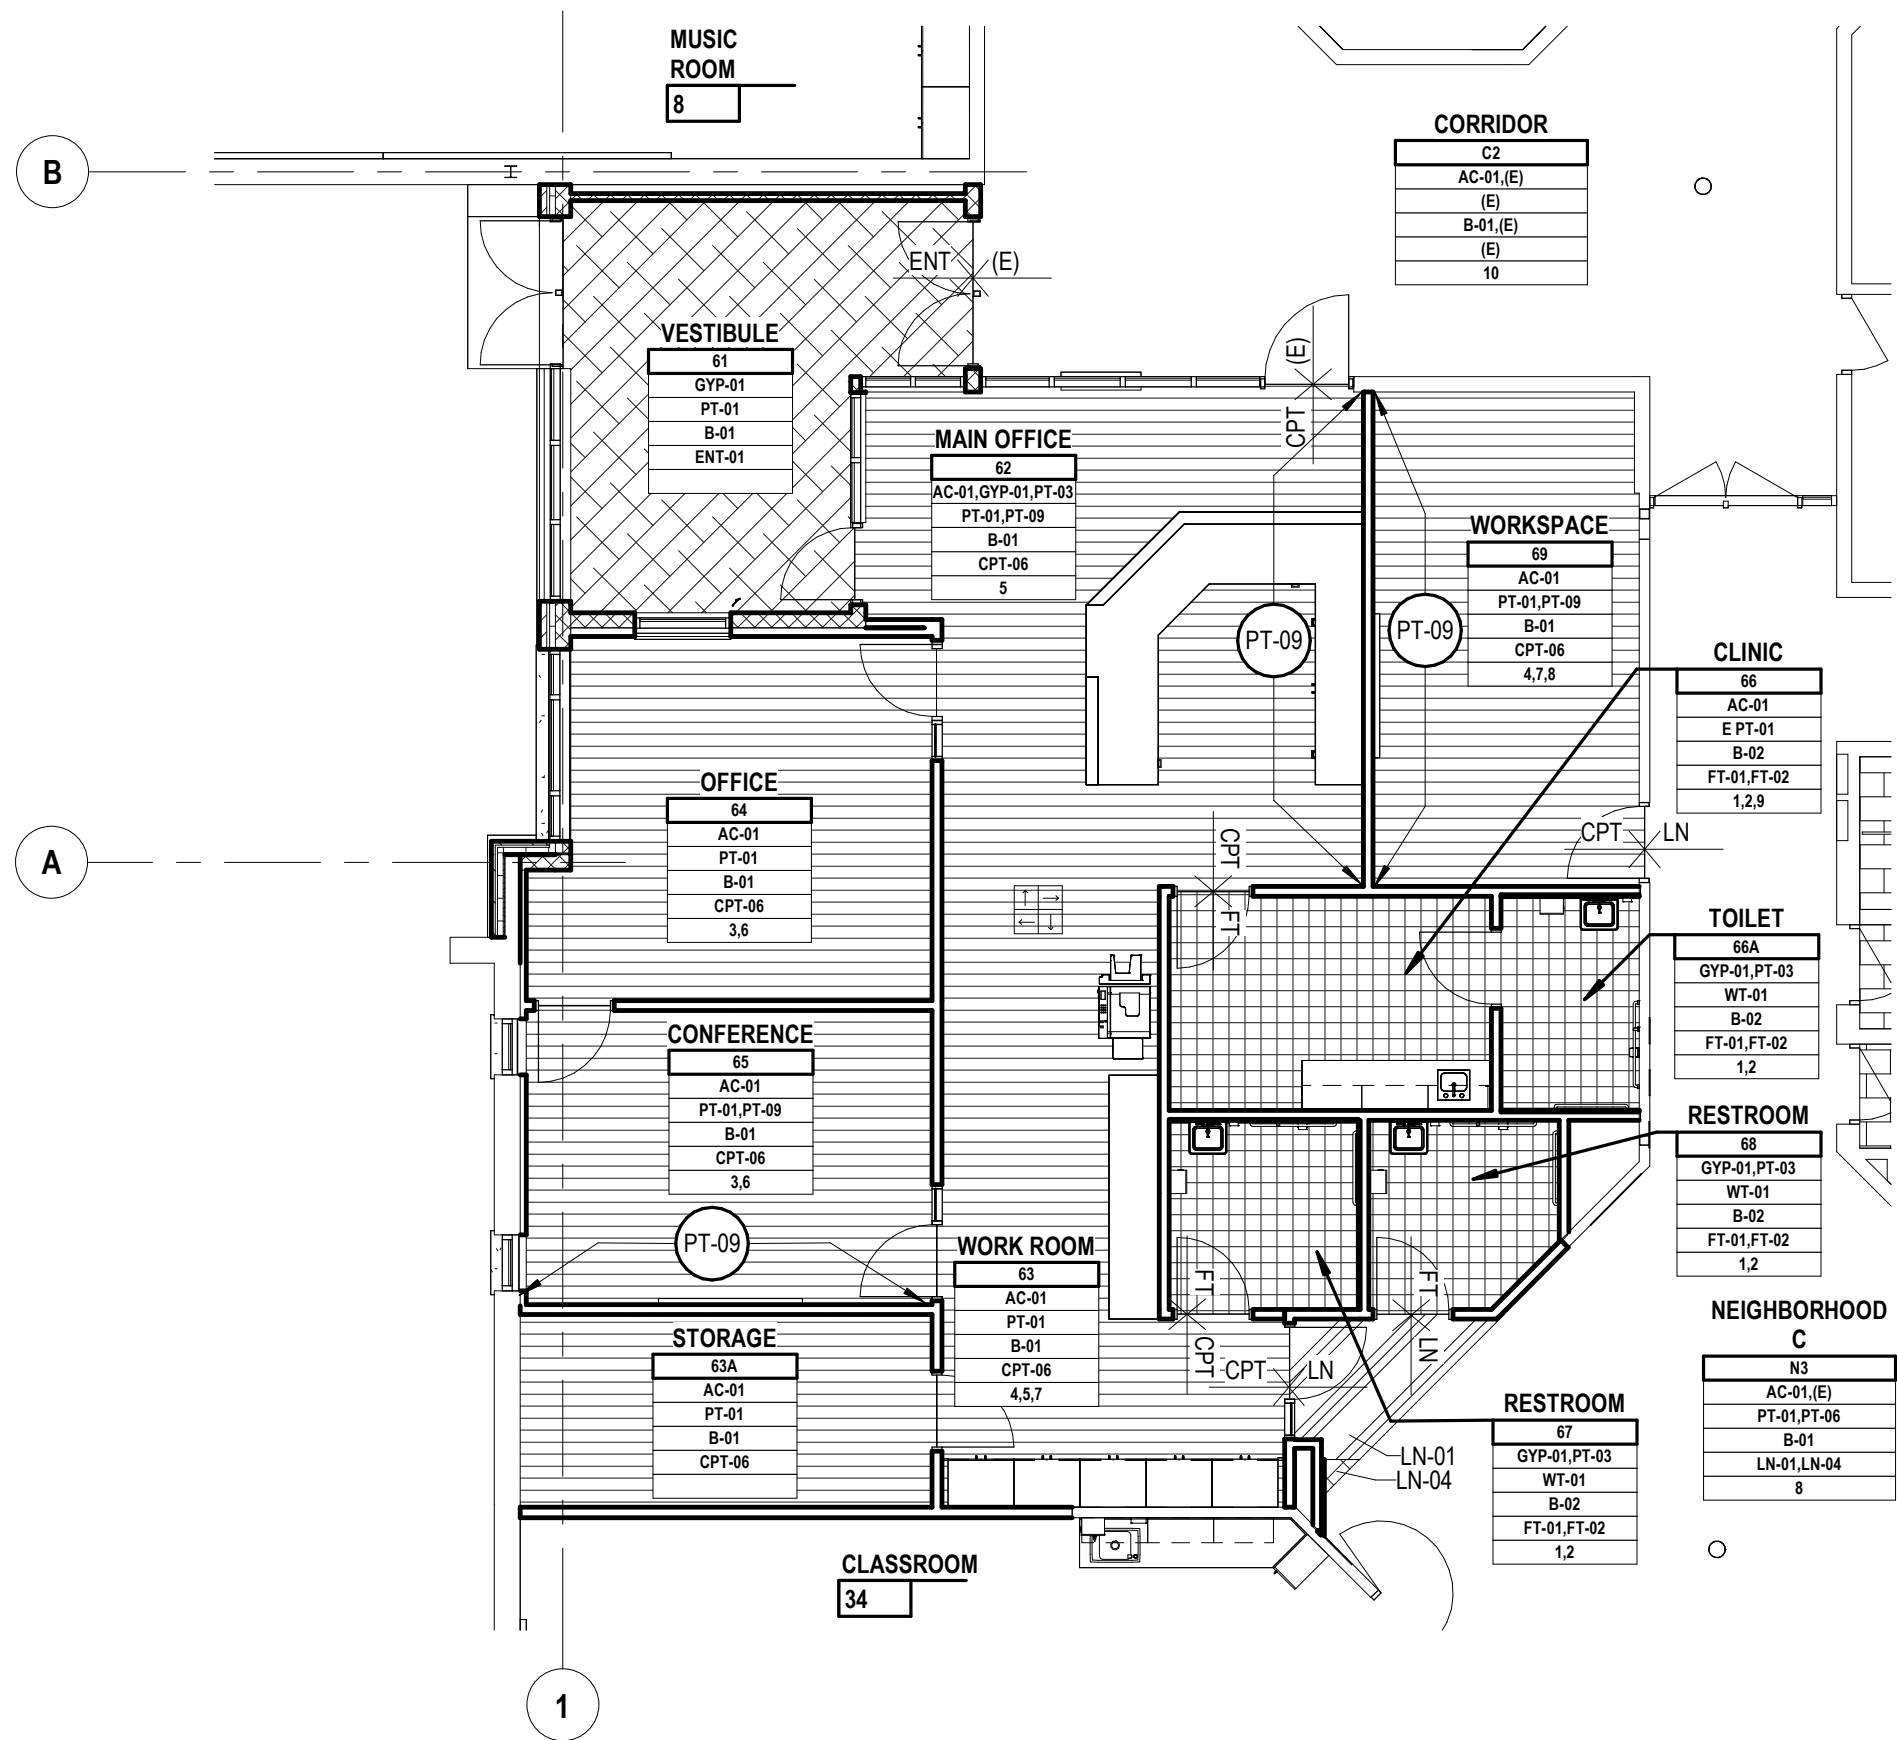 MUSIC
ROOM
8
B
CORRIDOR
C2
AC-01,(E)
(E)
B-01,(E)
(E)
10
ENT
(E)
VESTIBULE
61
GYP-01
PT-01
B-01
ENT-01
(E)
CPT
MAIN OFFICE
62
AC-01,GYP-01,PT-03
PT-01,PT-09
B-01
CPT-06
5
WORKSPACE
69
AC-01
PT-01,PT-09
B-01
CPT-06
4,7,8
PT-09
PT-09
CLINIC
66
AC-01
E PT-01
B-02
FT-01,FT-02
1,2,9
OFFICE
64
AC-01
PT-01
B-01
CPT-06
3,6
A
CPT
FT
CPT
LN
TOILET
66A
GYP-01,PT-03
WT-01
B-02
FT-01,FT-02
1,2
CONFERENCE
65
AC-01
PT-01,PT-09
B-01
CPT-06
3,6
PT-09
RESTROOM
68
GYP-01,PT-03
WT-01
B-02
FT-01,FT-02
1,2
WORK ROOM
63
AC-01
PT-01
B-01
CPT-06
4,5,7
FT
CPT
FT
LN
CPT
LN
STORAGE
63A
AC-01
PT-01
B-01
CPT-06
NEIGHBORHOOD
C
N3
AC-01,(E)
PT-01,PT-06
B-01
LN-01,LN-04
8
RESTROOM
67
GYP-01,PT-03
WT-01
B-02
FT-01,FT-02
1,2
LN-01
LN-04
CLASSROOM
34
1